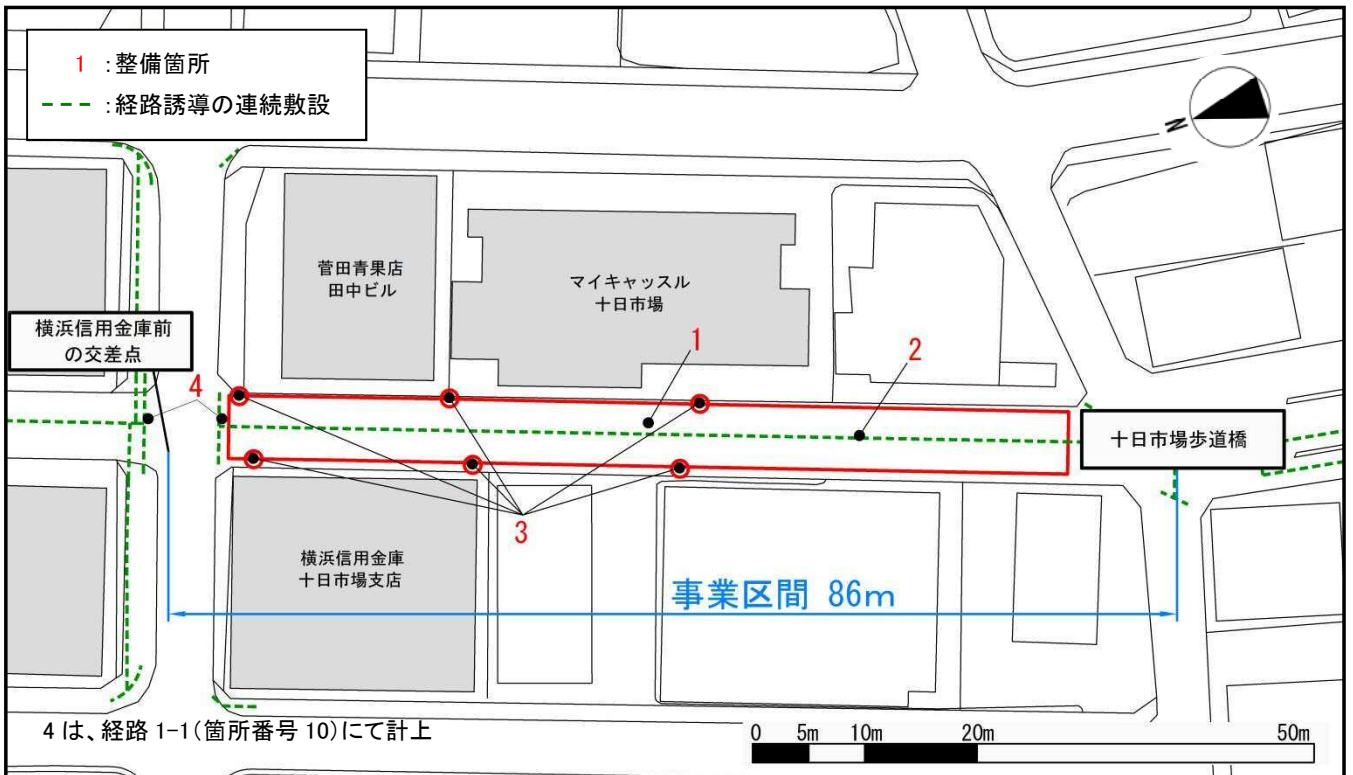 1 :整備箇所
:経路誘導の連続敷設
N
菅田青果店
田中ビル
マイキャッスル
十日市場
横浜信用金庫前
の交差点
1
2
4
十日市場歩道橋
3
横浜信用金庫
十日市場支店
事業区間 86m
4 は、経路 1-1(箇所番号 10)にて計上
0 5m 10m 20m 50m